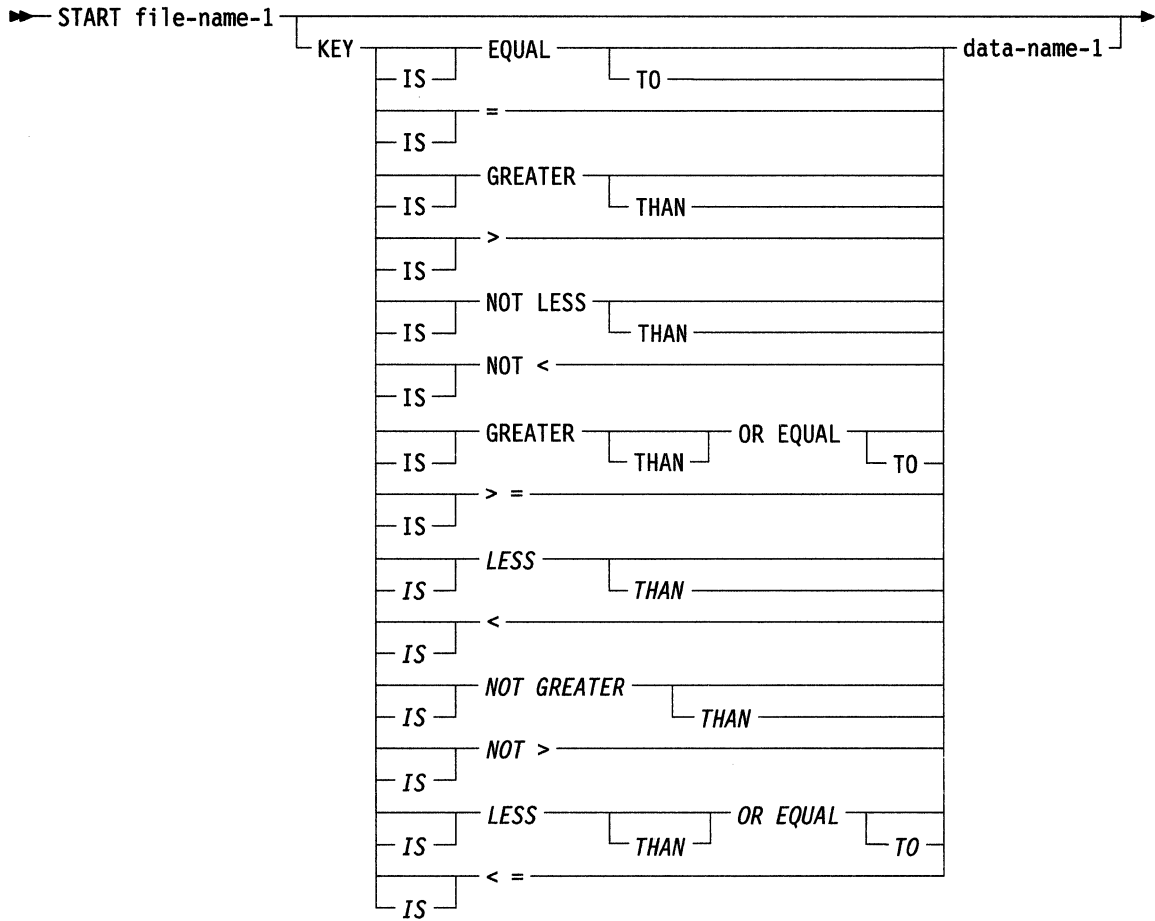 START file-name-1
KEY EQUAL data-name-1
IS TO
=
IS
GREATER
IS THAN
>
IS
NOT LESS
IS THAN
NOT <
IS
GREATER OR EQUAL
IS THAN TO
> =
IS
LESS
IS THAN
<
IS
NOT GREATER
IS THAN
NOT >
IS
LESS OR EQUAL
IS THAN TO
< =
IS